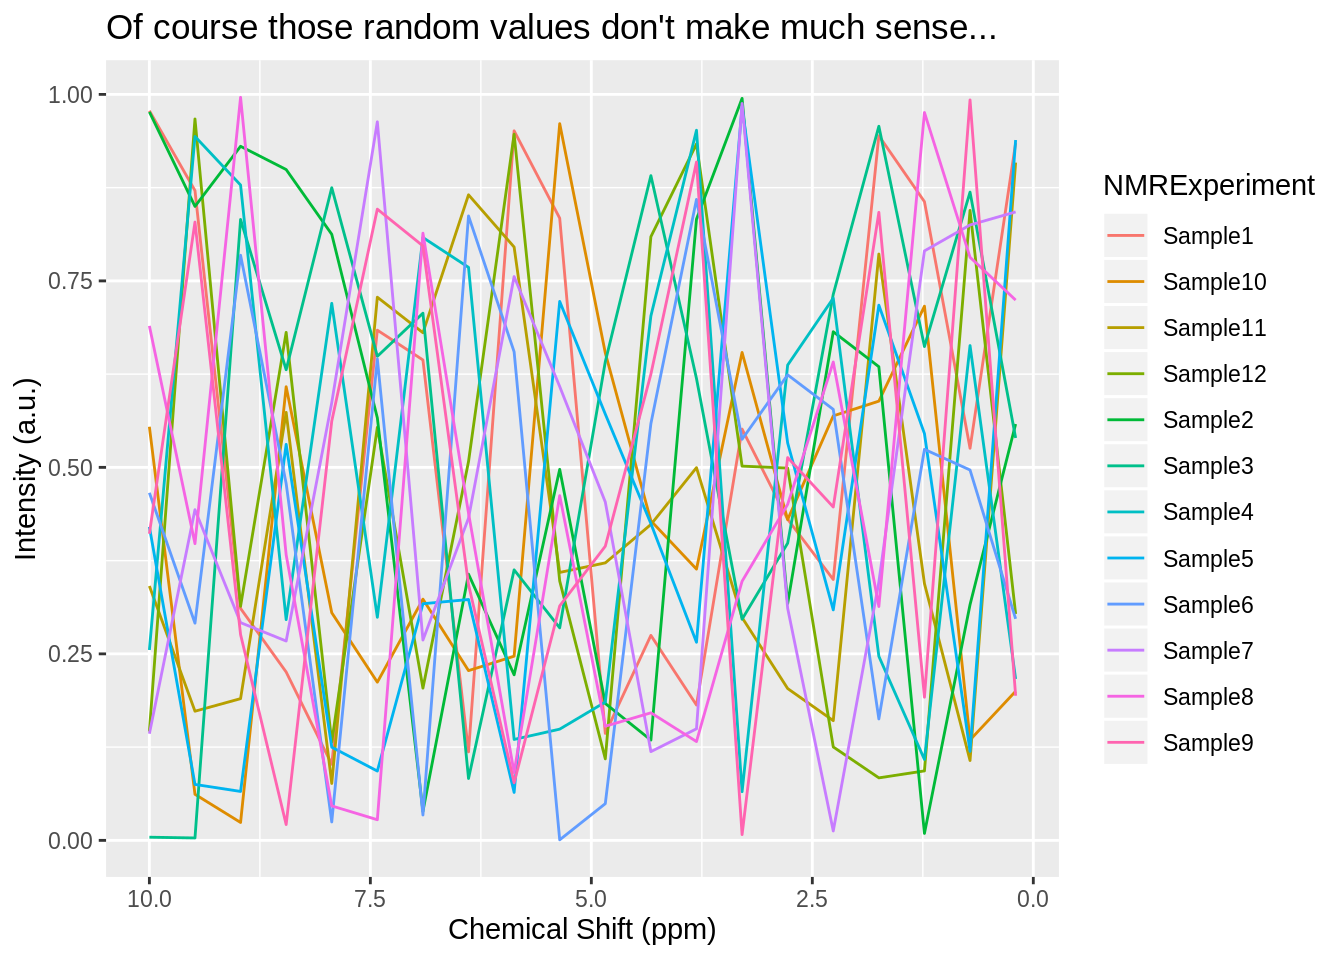 Of course those random values don't make much sense...
1.00
0.75
0.50
0.25
0.00
Intensity (a.u.)
10.0 7.5 5.0 2.5 0.0
Chemical Shift (ppm)
NMRExperiment
Sample1
Sample10
Sample11
Sample12
Sample2
Sample3
Sample4
Sample5
Sample6
Sample7
Sample8
Sample9